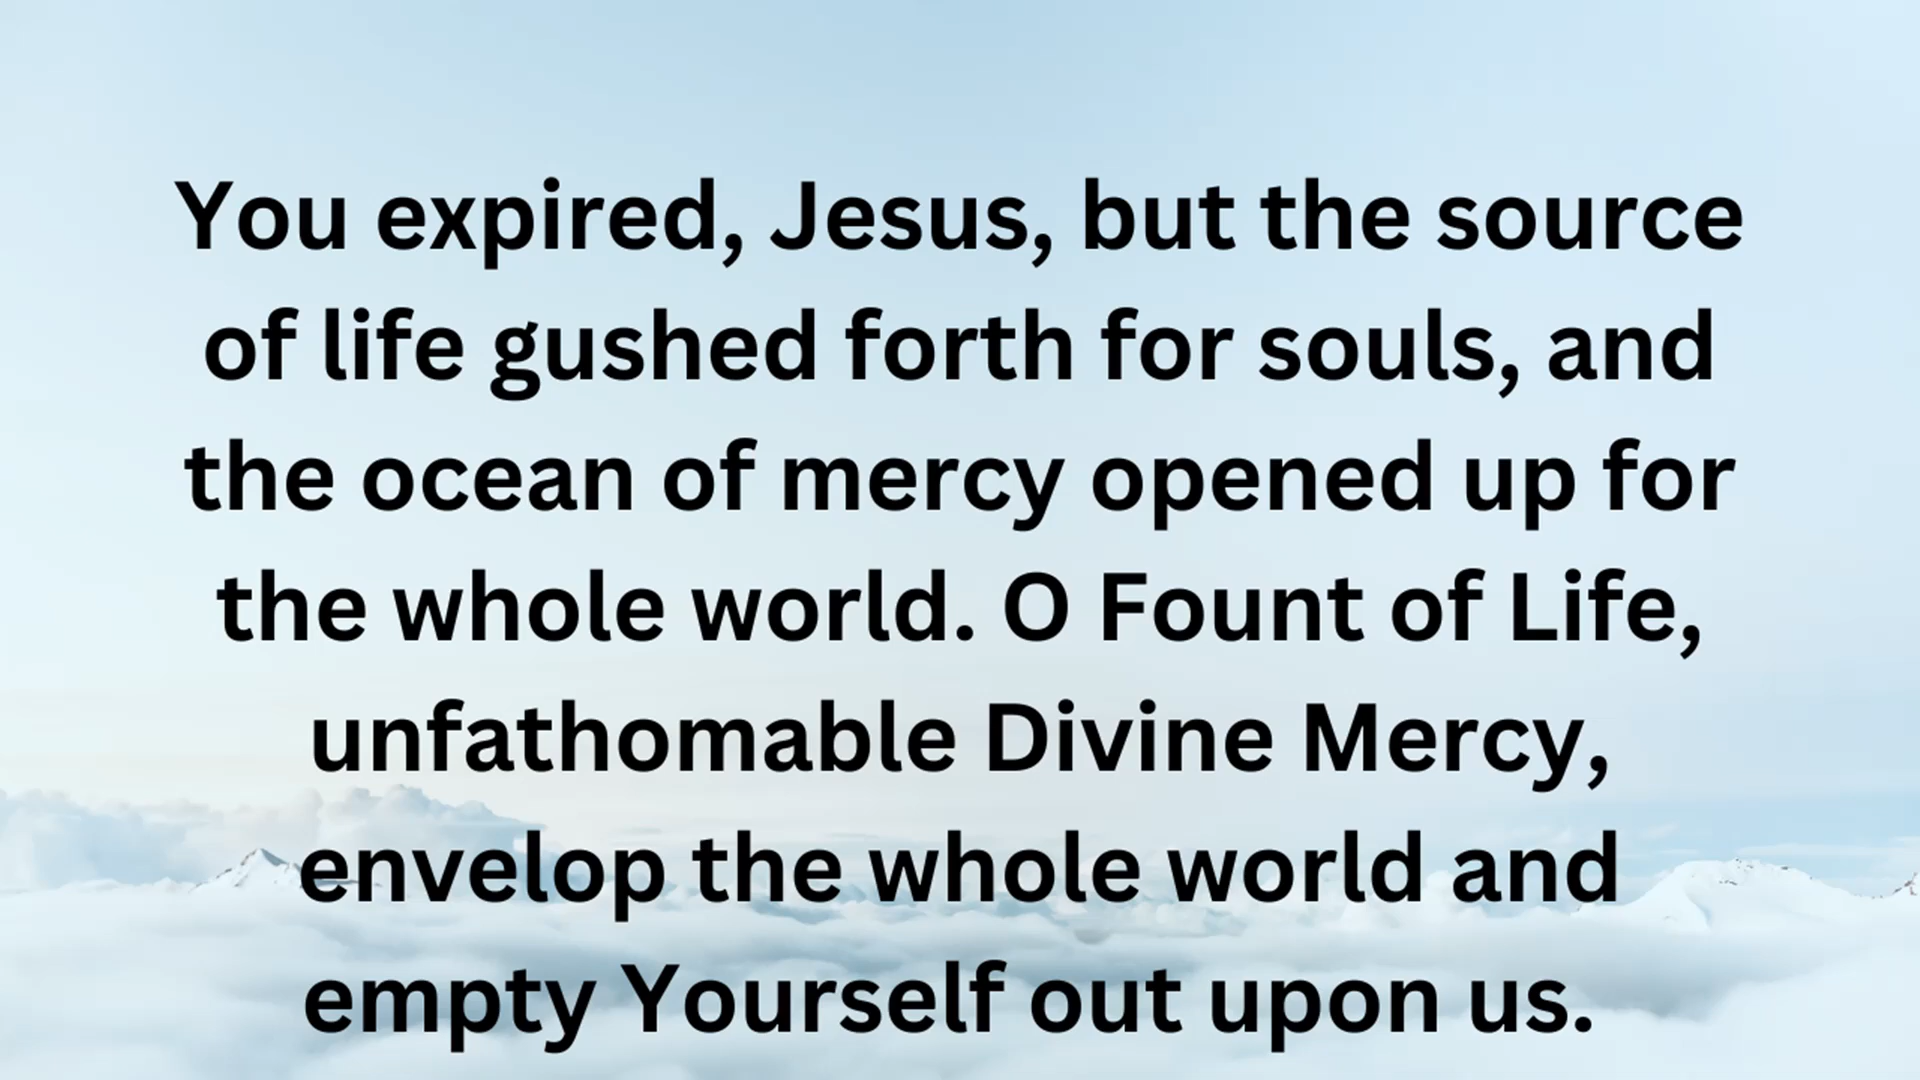 You expired, Jesus, but the source
of life gushed forth for souls, and
the ocean of mercy opened up for
the whole world. O Fount of Life,
unfathomable Divine Mercy,
envelop the whole world and
empty Yourself out upon us.